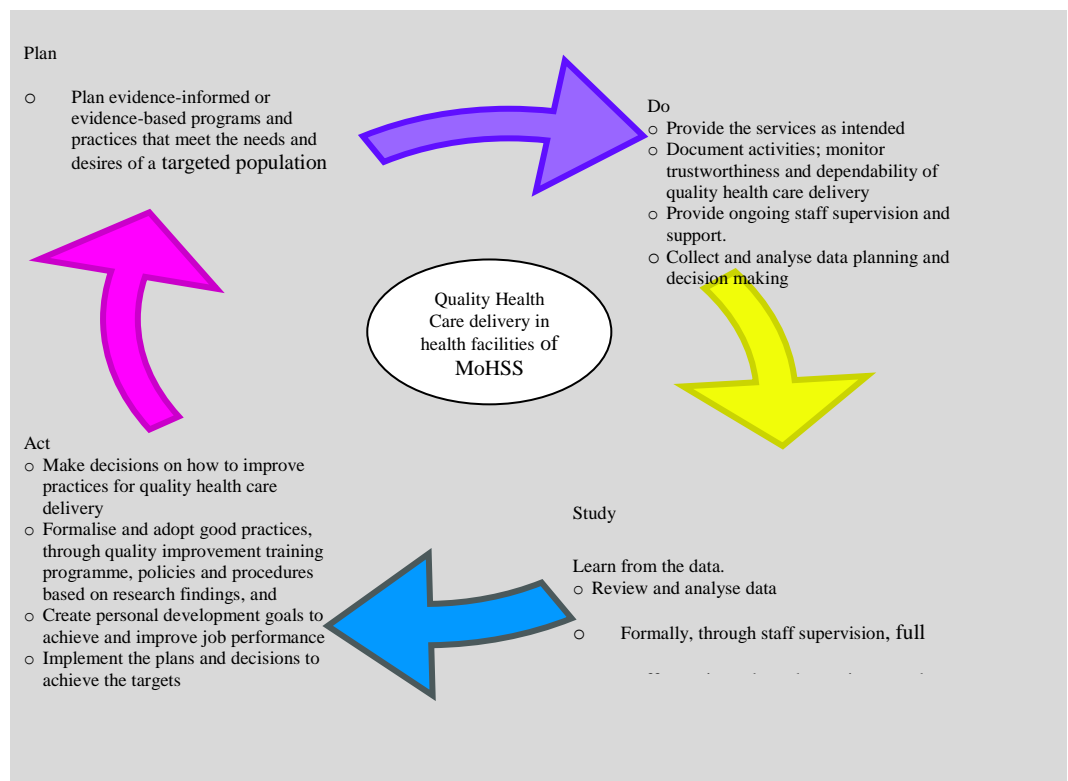 Plan
o Plan evidence-informed or
evidence-based programs and
practices that meet the needs and
desires of a targeted population
Do
o Provide the services as intended
o Document activities; monitor
trustworthiness and dependability of
quality health care delivery
o Provide ongoing staff supervision and
support.
o Collect and analyse data planning and
decision making
Quality Health
Care delivery in
health facilities of
MoHSS
Act
o Make decisions on how to improve
practices for quality health care
delivery
o Formalise and adopt good practices,
through quality improvement training
programme, policies and procedures
based on research findings, and
o Create personal development goals to
achieve and improve job performance
o Implement the plans and decisions to
achieve the targets
Study
Learn from the data.
o Review and analyse data
o Formally, through staff supervision, full